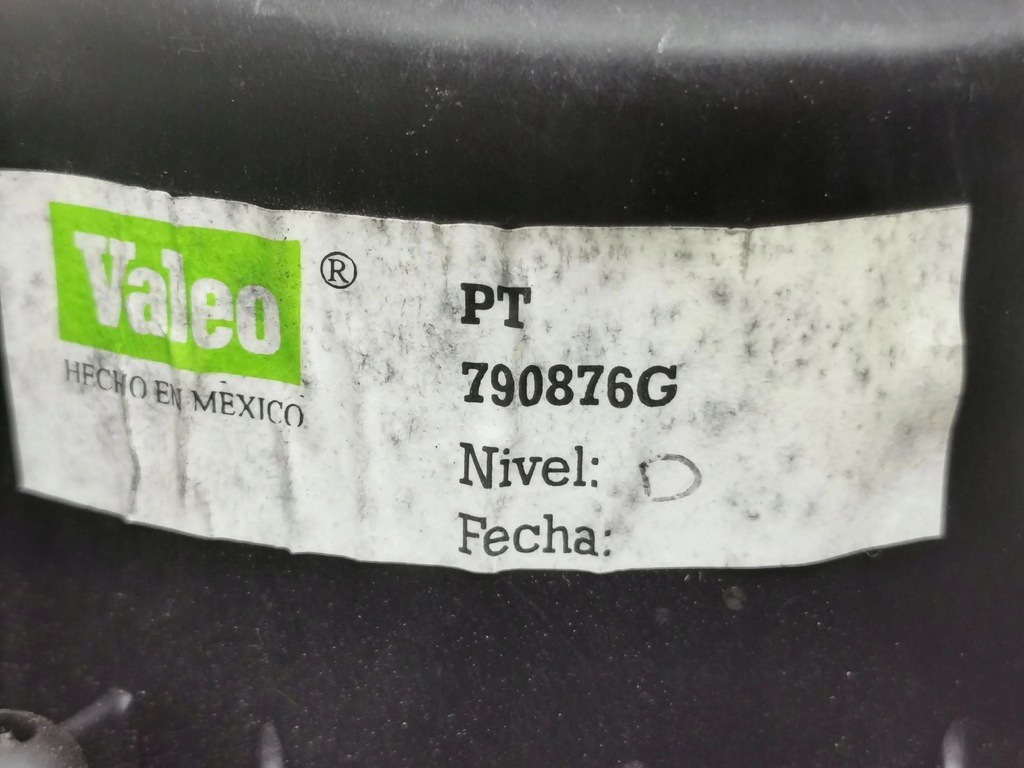 Valeo ®
HECHO EN MEXICO
PT
790876G
Nivel: D
Fecha: